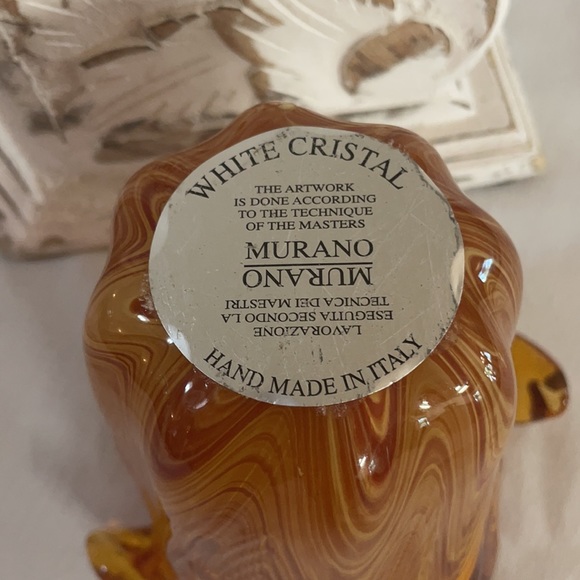 WHITE CRISTAL
THE ARTWORK
IS DONE ACCORDING
TO THE TECHNIQUE
OF THE MASTERS
MURANO
MURANO
LAVORAZIONE
ESEGUITA SECONDO LA
TECNICA DEI MAESTRI
HAND MADE IN ITALY